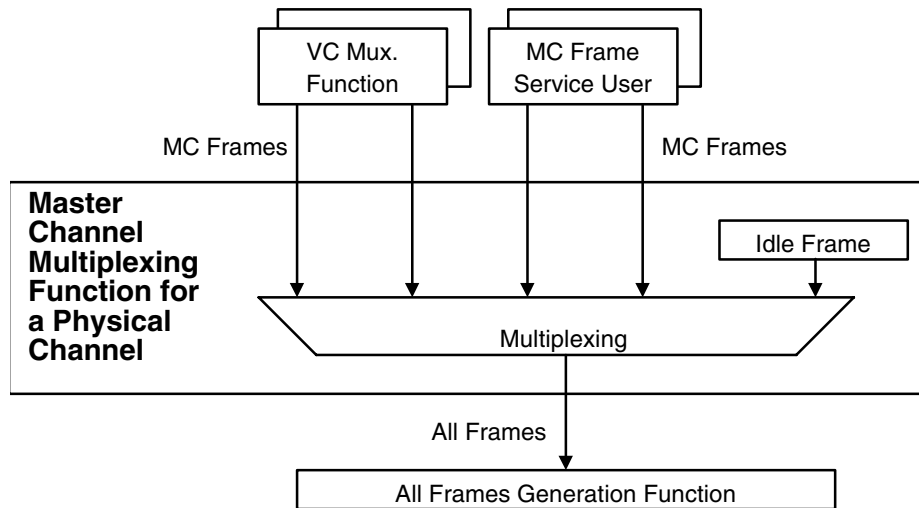 VC Mux.
Function
MC Frame
Service User
MC Frames
MC Frames
Master
Channel
Multiplexing
Function for
a Physical
Channel
Idle Frame
Multiplexing
All Frames
All Frames Generation Function